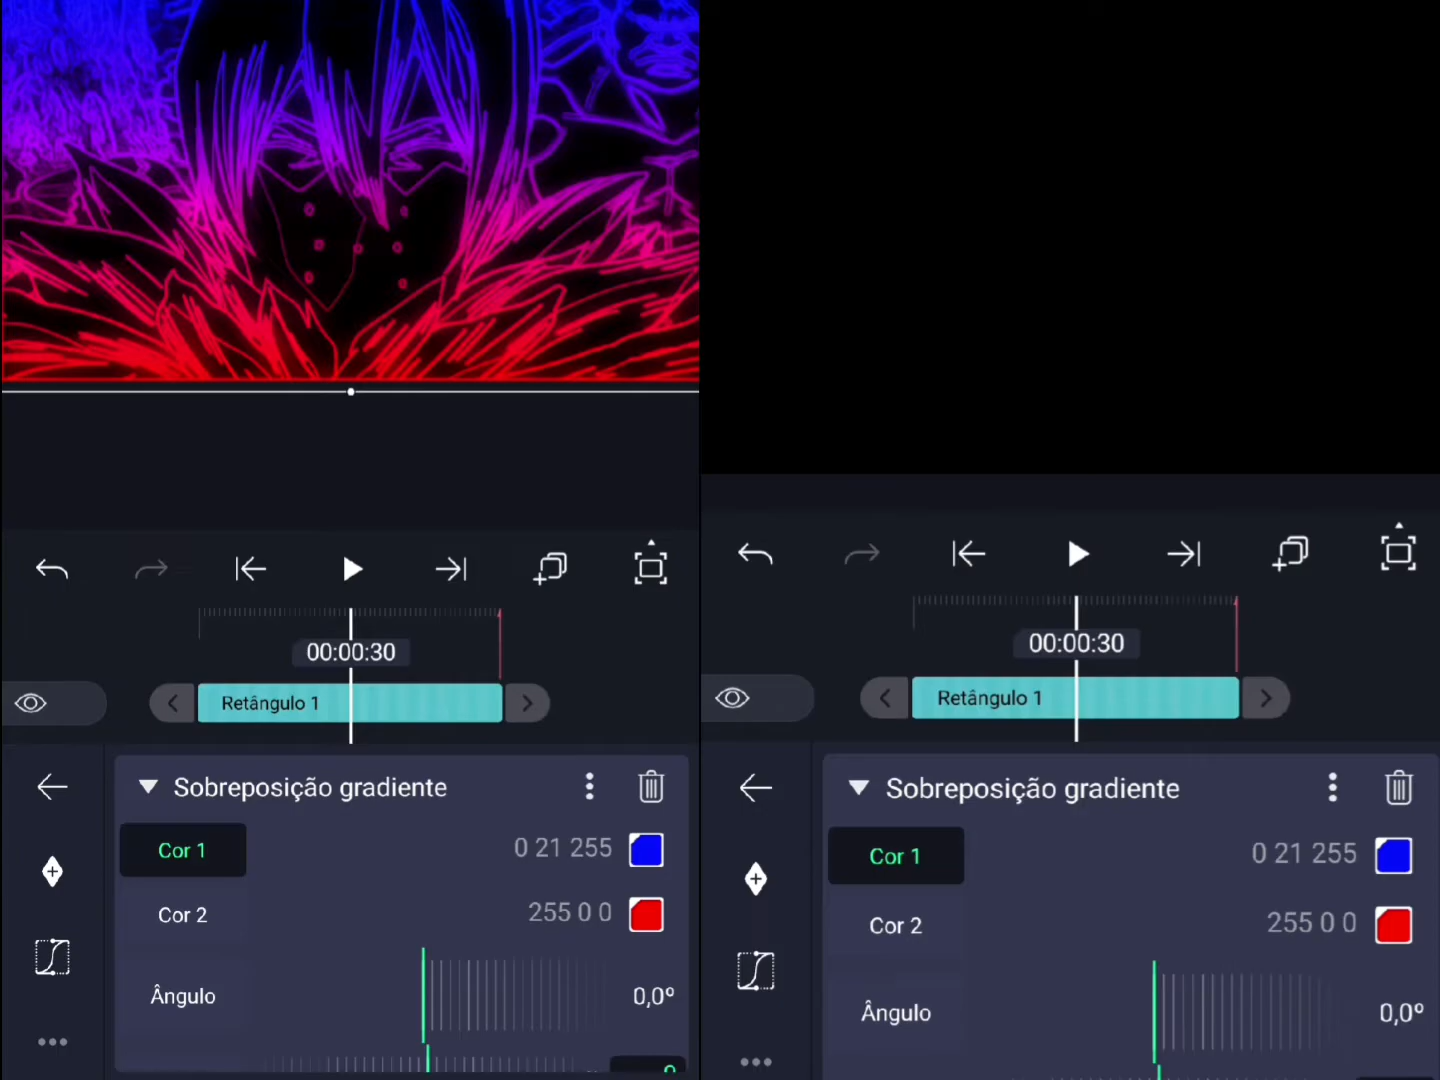 00:00:30
Retângulo 1
Sobreposição gradiente
Cor 1 0 21 255
Cor 2 255 0 0
Ângulo 0,0º
00:00:30
Retângulo 1
Sobreposição gradiente
Cor 1 0 21 255
Cor 2 255 0 0
Ângulo 0,0º